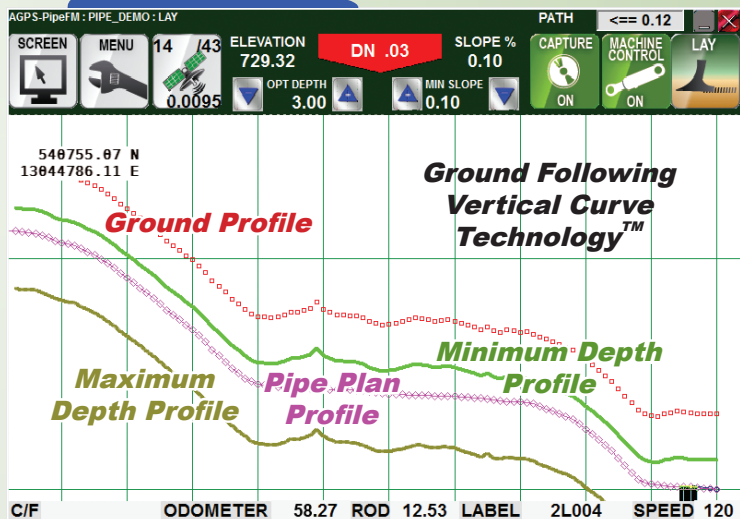 AGPS-PipeFM : PIPE_DEMO : LAY
PATH <== 0.12
SCREEN
MENU
14 /43
0.0095
ELEVATION
729.32
DN .03
SLOPE %
0.10
OPT DEPTH
3.00
MIN SLOPE
0.10
CAPTURE
ON
MACHINE
CONTROL
ON
LAY
540755.07 N
13044786.11 E
Ground Following
Vertical Curve
Technology™
Ground Profile
Minimum Depth
Profile
Maximum
Depth Profile
Pipe Plan
Profile
C/F ODOMETER 58.27 ROD 12.53 LABEL 2L004 SPEED 120